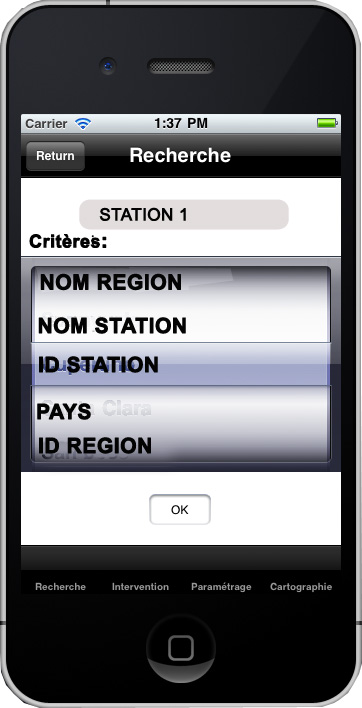 Carrier 1:37 PM
Return Recherche
STATION 1
Critères:
NOM REGION
NOM STATION
ID STATION
PAYS
Clara
ID REGION
OK
Recherche Intervention Paramétrage Cartographie